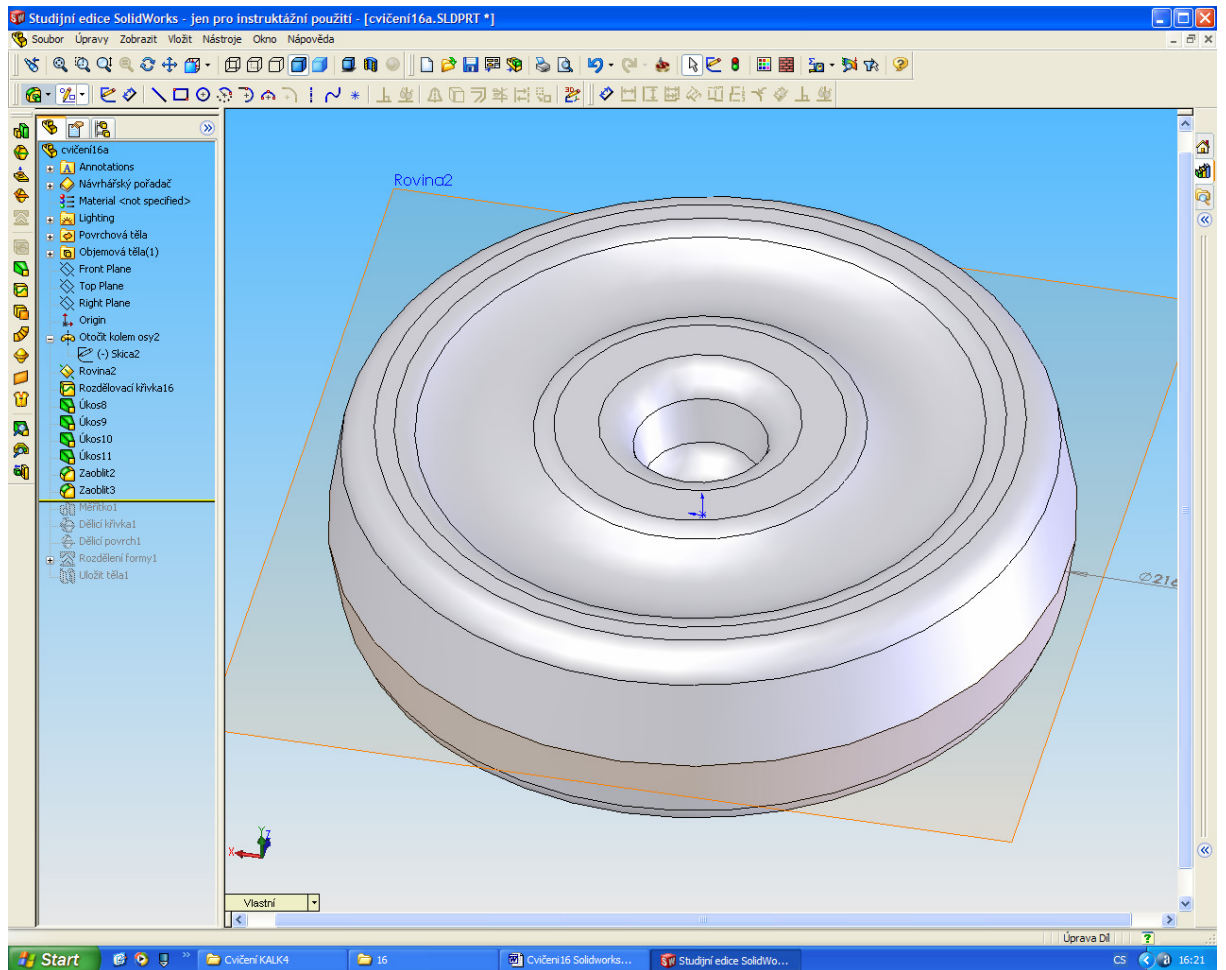 Studijní edice SolidWorks - jen pro instruktážní použití - [cvičení16a.SLDPRT *]
Soubor Úpravy Zobrazit Vložit Nástroje Okno Nápověda
3D
cvičení16a
Annotations
Návrhářský pořadač
Material <not specified>
Lighting
Povrchová těla
Objemová těla(1)
Front Plane
Top Plane
Right Plane
Origin
Otočit kolem osy2
(-) Skica2
Rovina2
Rozdělovací křivka16
Úkos8
Úkos9
Úkos10
Úkos11
Zaoblit2
Zaoblit3
Měřítko1
Dělicí křivka1
Dělicí povrch1
Rozdělení formy1
Uložit těla1
Rovina2
Ø216
Y
Z
X
Vlastní
Úprava Díl
Start
Cvičení KALK4
16
Cvičeni16 Solidworks...
Studijní edice SolidWo...
CS
16:21